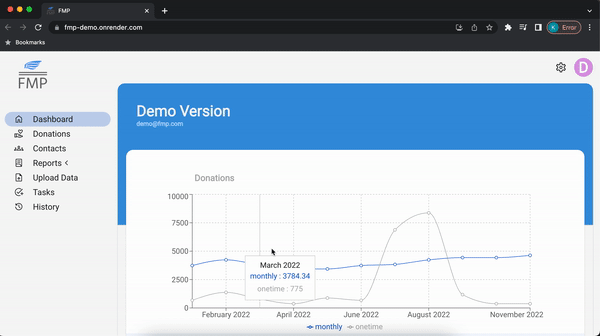 FMP
fmp-demo.onrender.com
K Error
Bookmarks
FMP
D
Dashboard
Donations
Contacts
Reports
Upload Data
Tasks
History
Demo Version
demo@fmp.com
Donations
10000
7500
5000
2500
0
March 2022
monthly : 3784.34
onetime : 775
February 2022
April 2022
June 2022
August 2022
November 2022
monthly
onetime